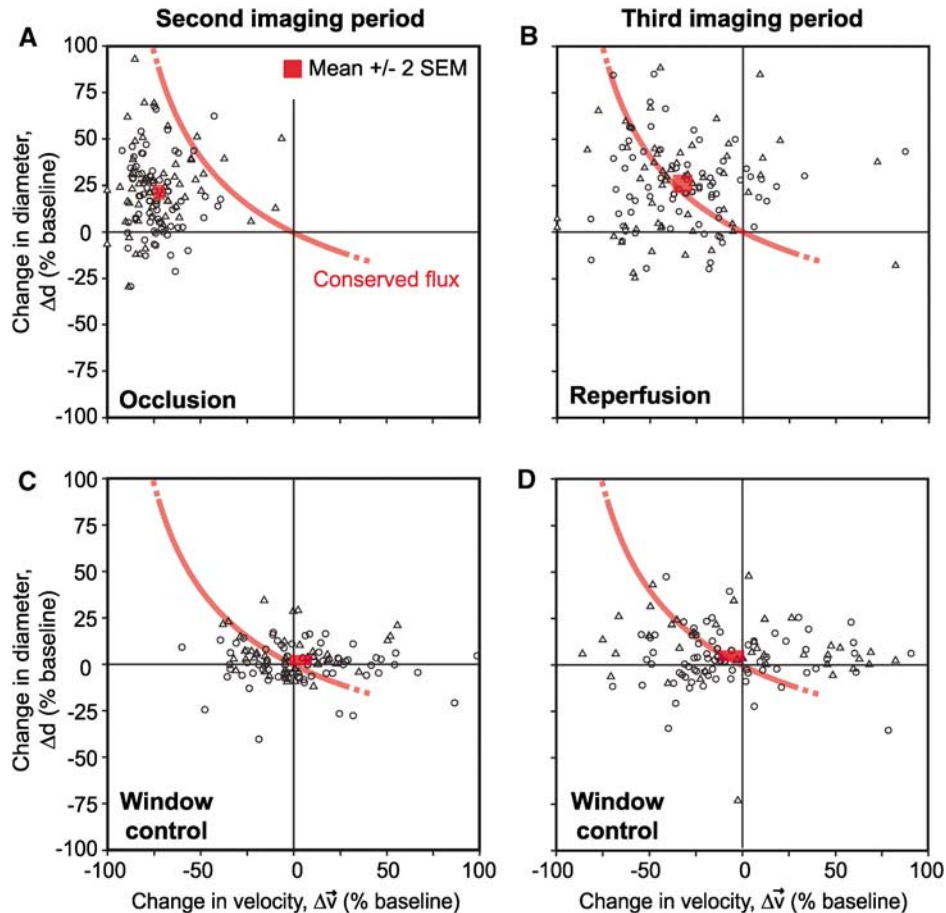 Second imaging period
Third imaging period
A
B
100
75
50
25
0
-25
-50
-75
-100
Change in diameter,
Δd (% baseline)
Mean +/- 2 SEM
Conserved flux
Occlusion
Reperfusion
C
D
100
75
50
25
0
-25
-50
-75
-100
Change in diameter,
Δd (% baseline)
Window
control
Window
control
-100 -50 0 50 100
-100 -50 0 50 100
Change in velocity, Δv⃗ (% baseline)
Change in velocity, Δv⃗ (% baseline)